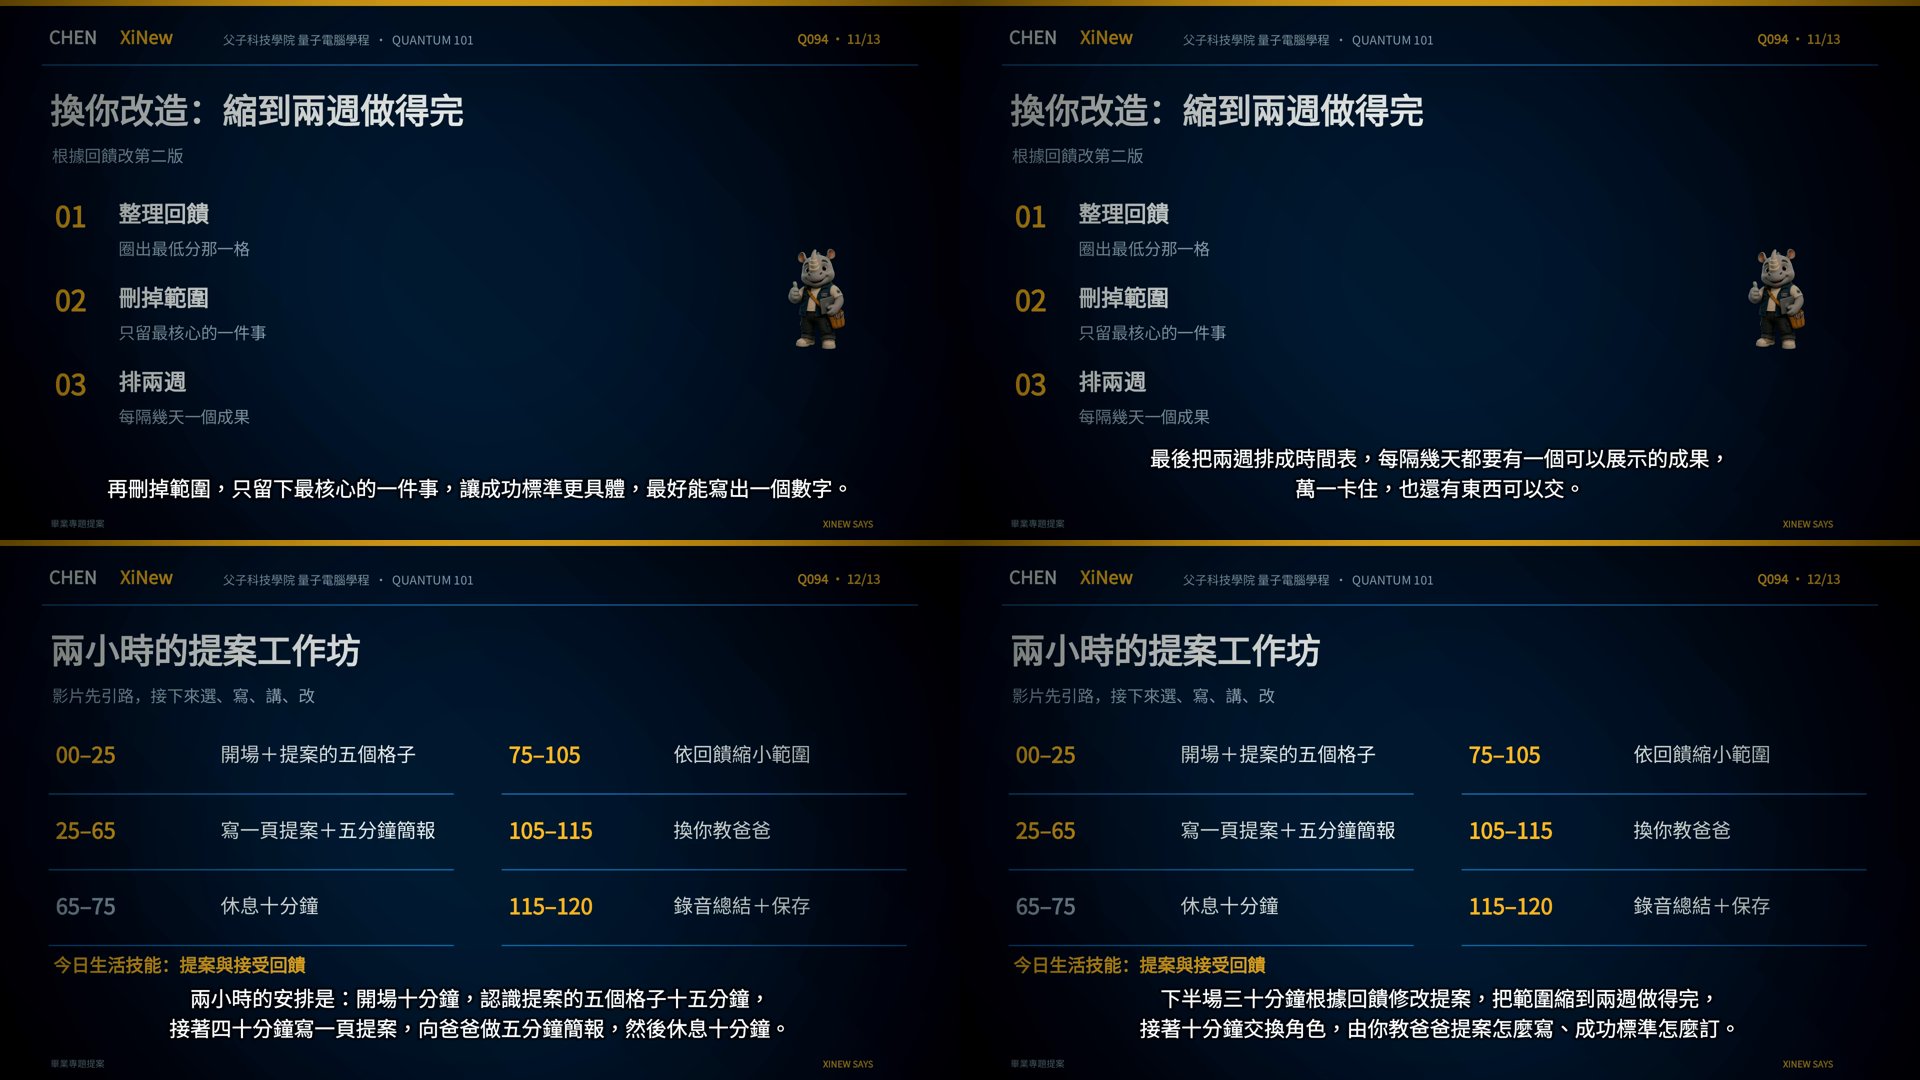 CHEN XiNew 父子科技學院 量子電腦學程 · QUANTUM 101 Q094 · 11/13
換你改造：縮到兩週做得完
根據回饋改第二版
01 整理回饋
圈出最低分那一格
02 刪掉範圍
只留最核心的一件事
03 排兩週
每隔幾天一個成果
再刪掉範圍，只留下最核心的一件事，讓成功標準更具體，最好能寫出一個數字。
畢業專題提案 XINEW SAYS
CHEN XiNew 父子科技學院 量子電腦學程 · QUANTUM 101 Q094 · 11/13
換你改造：縮到兩週做得完
根據回饋改第二版
01 整理回饋
圈出最低分那一格
02 刪掉範圍
只留最核心的一件事
03 排兩週
每隔幾天一個成果
最後把兩週排成時間表，每隔幾天都要有一個可以展示的成果，
萬一卡住，也還有東西可以交。
畢業專題提案 XINEW SAYS
CHEN XiNew 父子科技學院 量子電腦學程 · QUANTUM 101 Q094 · 12/13
兩小時的提案工作坊
影片先引路，接下來選、寫、講、改
00–25 開場＋提案的五個格子 75–105 依回饋縮小範圍
25–65 寫一頁提案＋五分鐘簡報 105–115 換你教爸爸
65–75 休息十分鐘 115–120 錄音總結＋保存
今日生活技能：提案與接受回饋
兩小時的安排是：開場十分鐘，認識提案的五個格子十五分鐘，
接著四十分鐘寫一頁提案，向爸爸做五分鐘簡報，然後休息十分鐘。
畢業專題提案 XINEW SAYS
CHEN XiNew 父子科技學院 量子電腦學程 · QUANTUM 101 Q094 · 12/13
兩小時的提案工作坊
影片先引路，接下來選、寫、講、改
00–25 開場＋提案的五個格子 75–105 依回饋縮小範圍
25–65 寫一頁提案＋五分鐘簡報 105–115 換你教爸爸
65–75 休息十分鐘 115–120 錄音總結＋保存
今日生活技能：提案與接受回饋
下半場三十分鐘根據回饋修改提案，把範圍縮到兩週做得完，
接著十分鐘交換角色，由你教爸爸提案怎麼寫、成功標準怎麼訂。
畢業專題提案 XINEW SAYS